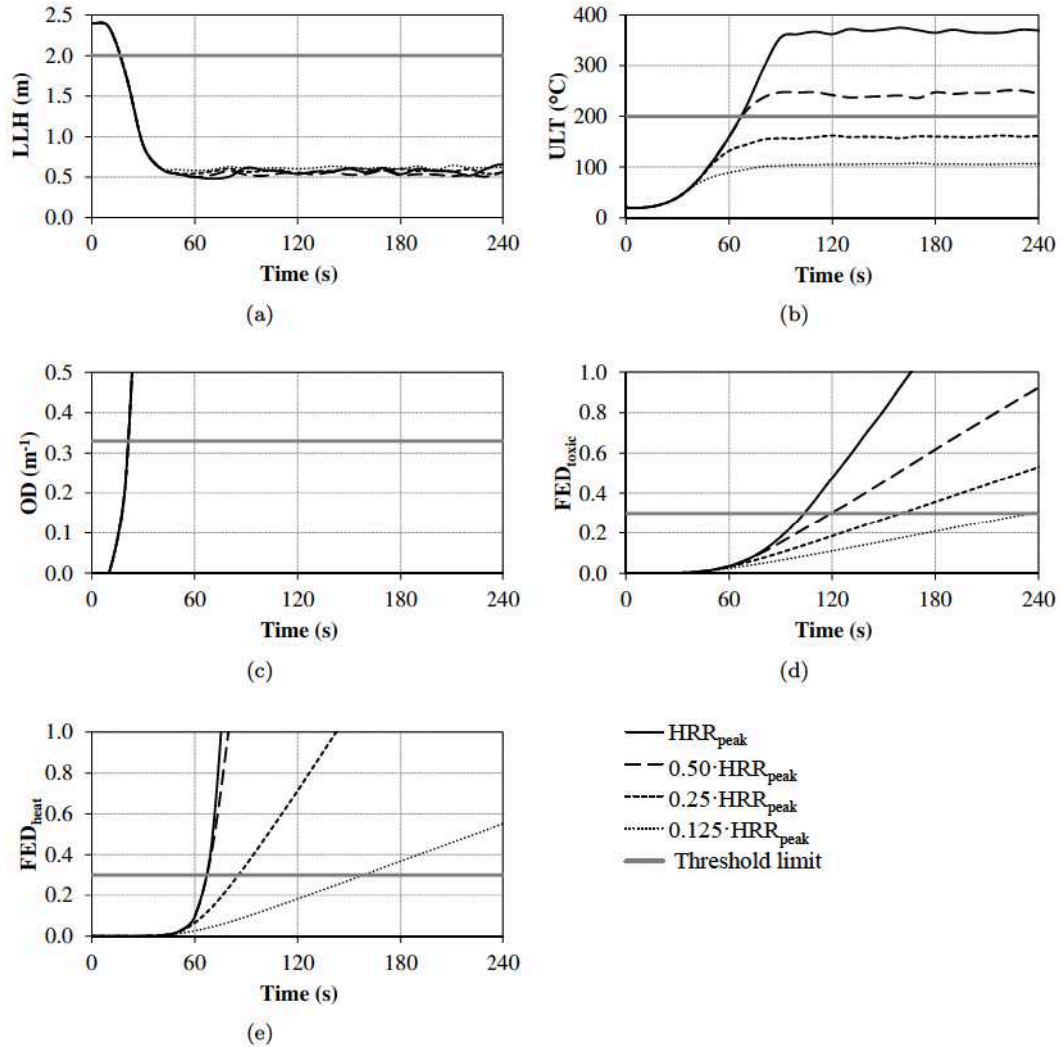 2.5
2.0
1.5
1.0
0.5
0.0
LLH (m)
0 60 120 180 240
Time (s)
(a)
400
300
200
100
0
ULT (°C)
0 60 120 180 240
Time (s)
(b)
0.5
0.4
0.3
0.2
0.1
0.0
OD (m-1)
0 60 120 180 240
Time (s)
(c)
1.0
0.8
0.6
0.4
0.2
0.0
FEDtoxic
0 60 120 180 240
Time (s)
(d)
1.0
0.8
0.6
0.4
0.2
0.0
FEDheat
0 60 120 180 240
Time (s)
(e)
HRRpeak
0.50·HRRpeak
0.25·HRRpeak
0.125·HRRpeak
Threshold limit